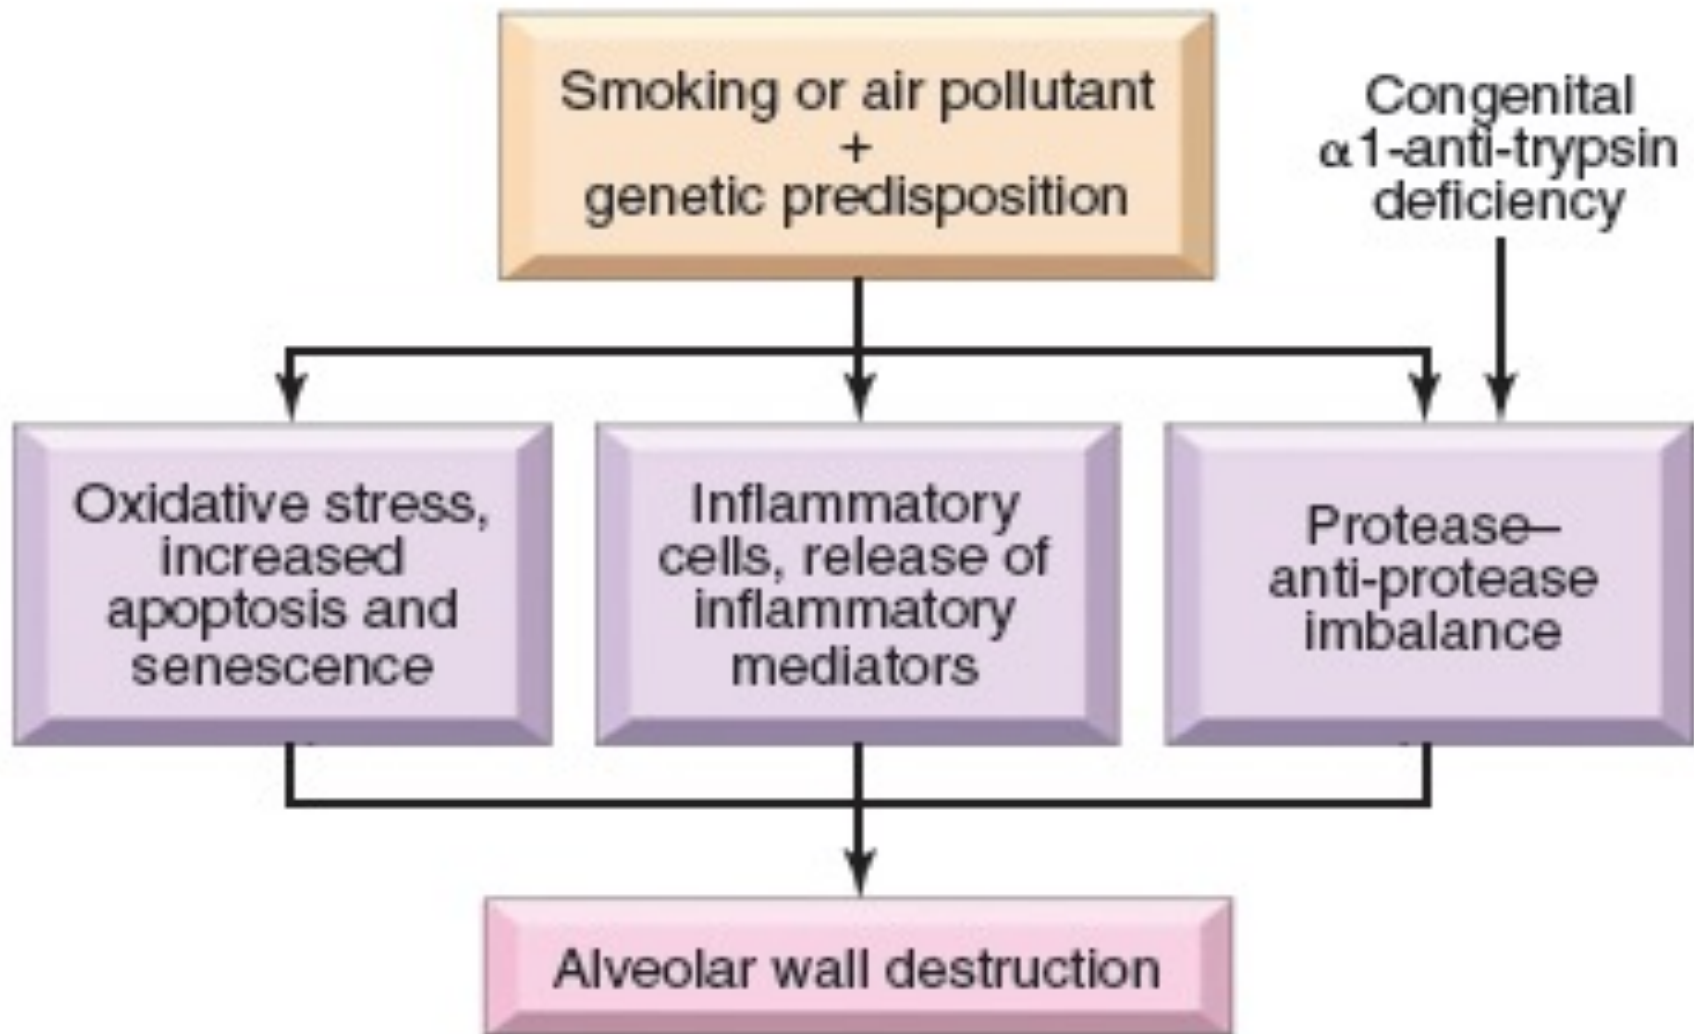 Smoking or air pollutant
+
genetic predisposition
Congenital
α1-anti-trypsin
deficiency
Oxidative stress,
increased
apoptosis and
senescence
Inflammatory
cells, release of
inflammatory
mediators
Protease–
anti-protease
imbalance
Alveolar wall destruction